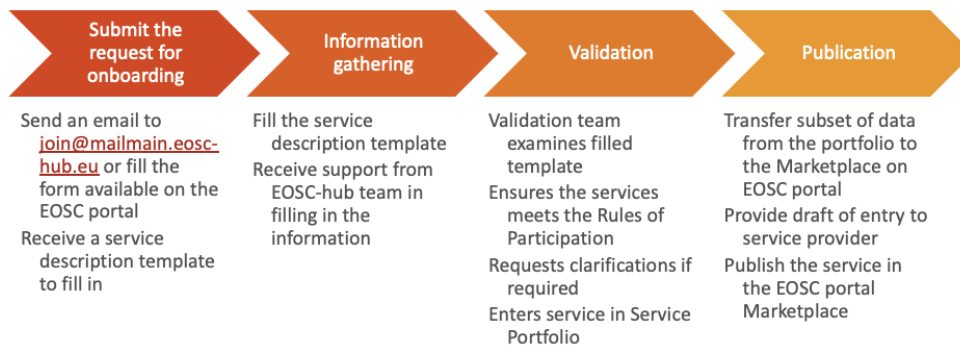 Submit the
request for
onboarding
Send an email to
join@mailmain.eosc-
hub.eu or fill the
form available on the
EOSC portal
Receive a service
description template
to fill in
Information
gathering
Fill the service
description template
Receive support from
EOSC-hub team in
filling in the
information
Validation
Validation team
examines filled
template
Ensures the services
meets the Rules of
Participation
Requests clarifications if
required
Enters service in Service
Portfolio
Publication
Transfer subset of data
from the portfolio to
the Marketplace on
EOSC portal
Provide draft of entry to
service provider
Publish the service in
the EOSC portal
Marketplace